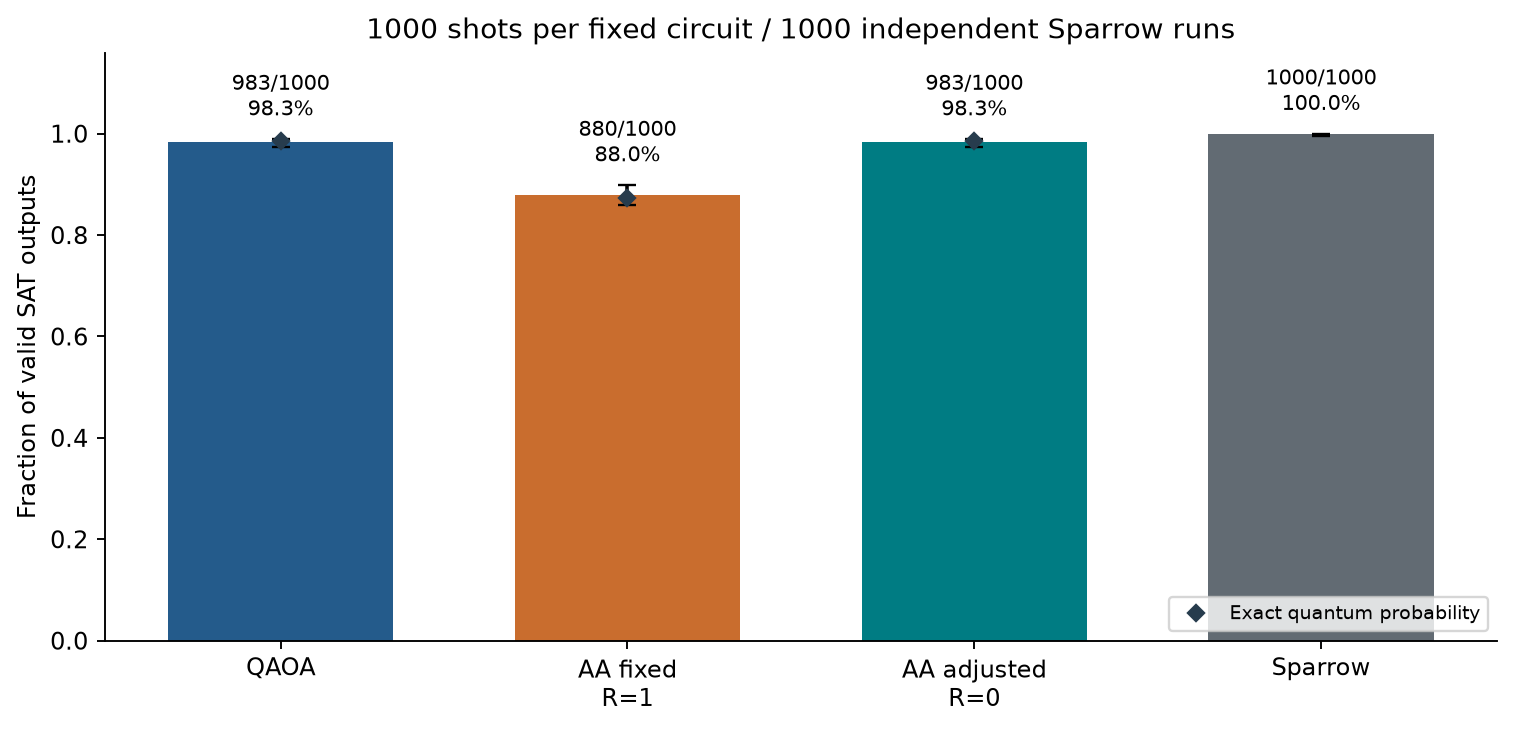 1000 shots per fixed circuit / 1000 independent Sparrow runs
983/1000
98.3%
880/1000
88.0%
983/1000
98.3%
1000/1000
100.0%
Fraction of valid SAT outputs
1.0
0.8
0.6
0.4
0.2
0.0
Exact quantum probability
QAOA
AA fixed
R=1
AA adjusted
R=0
Sparrow